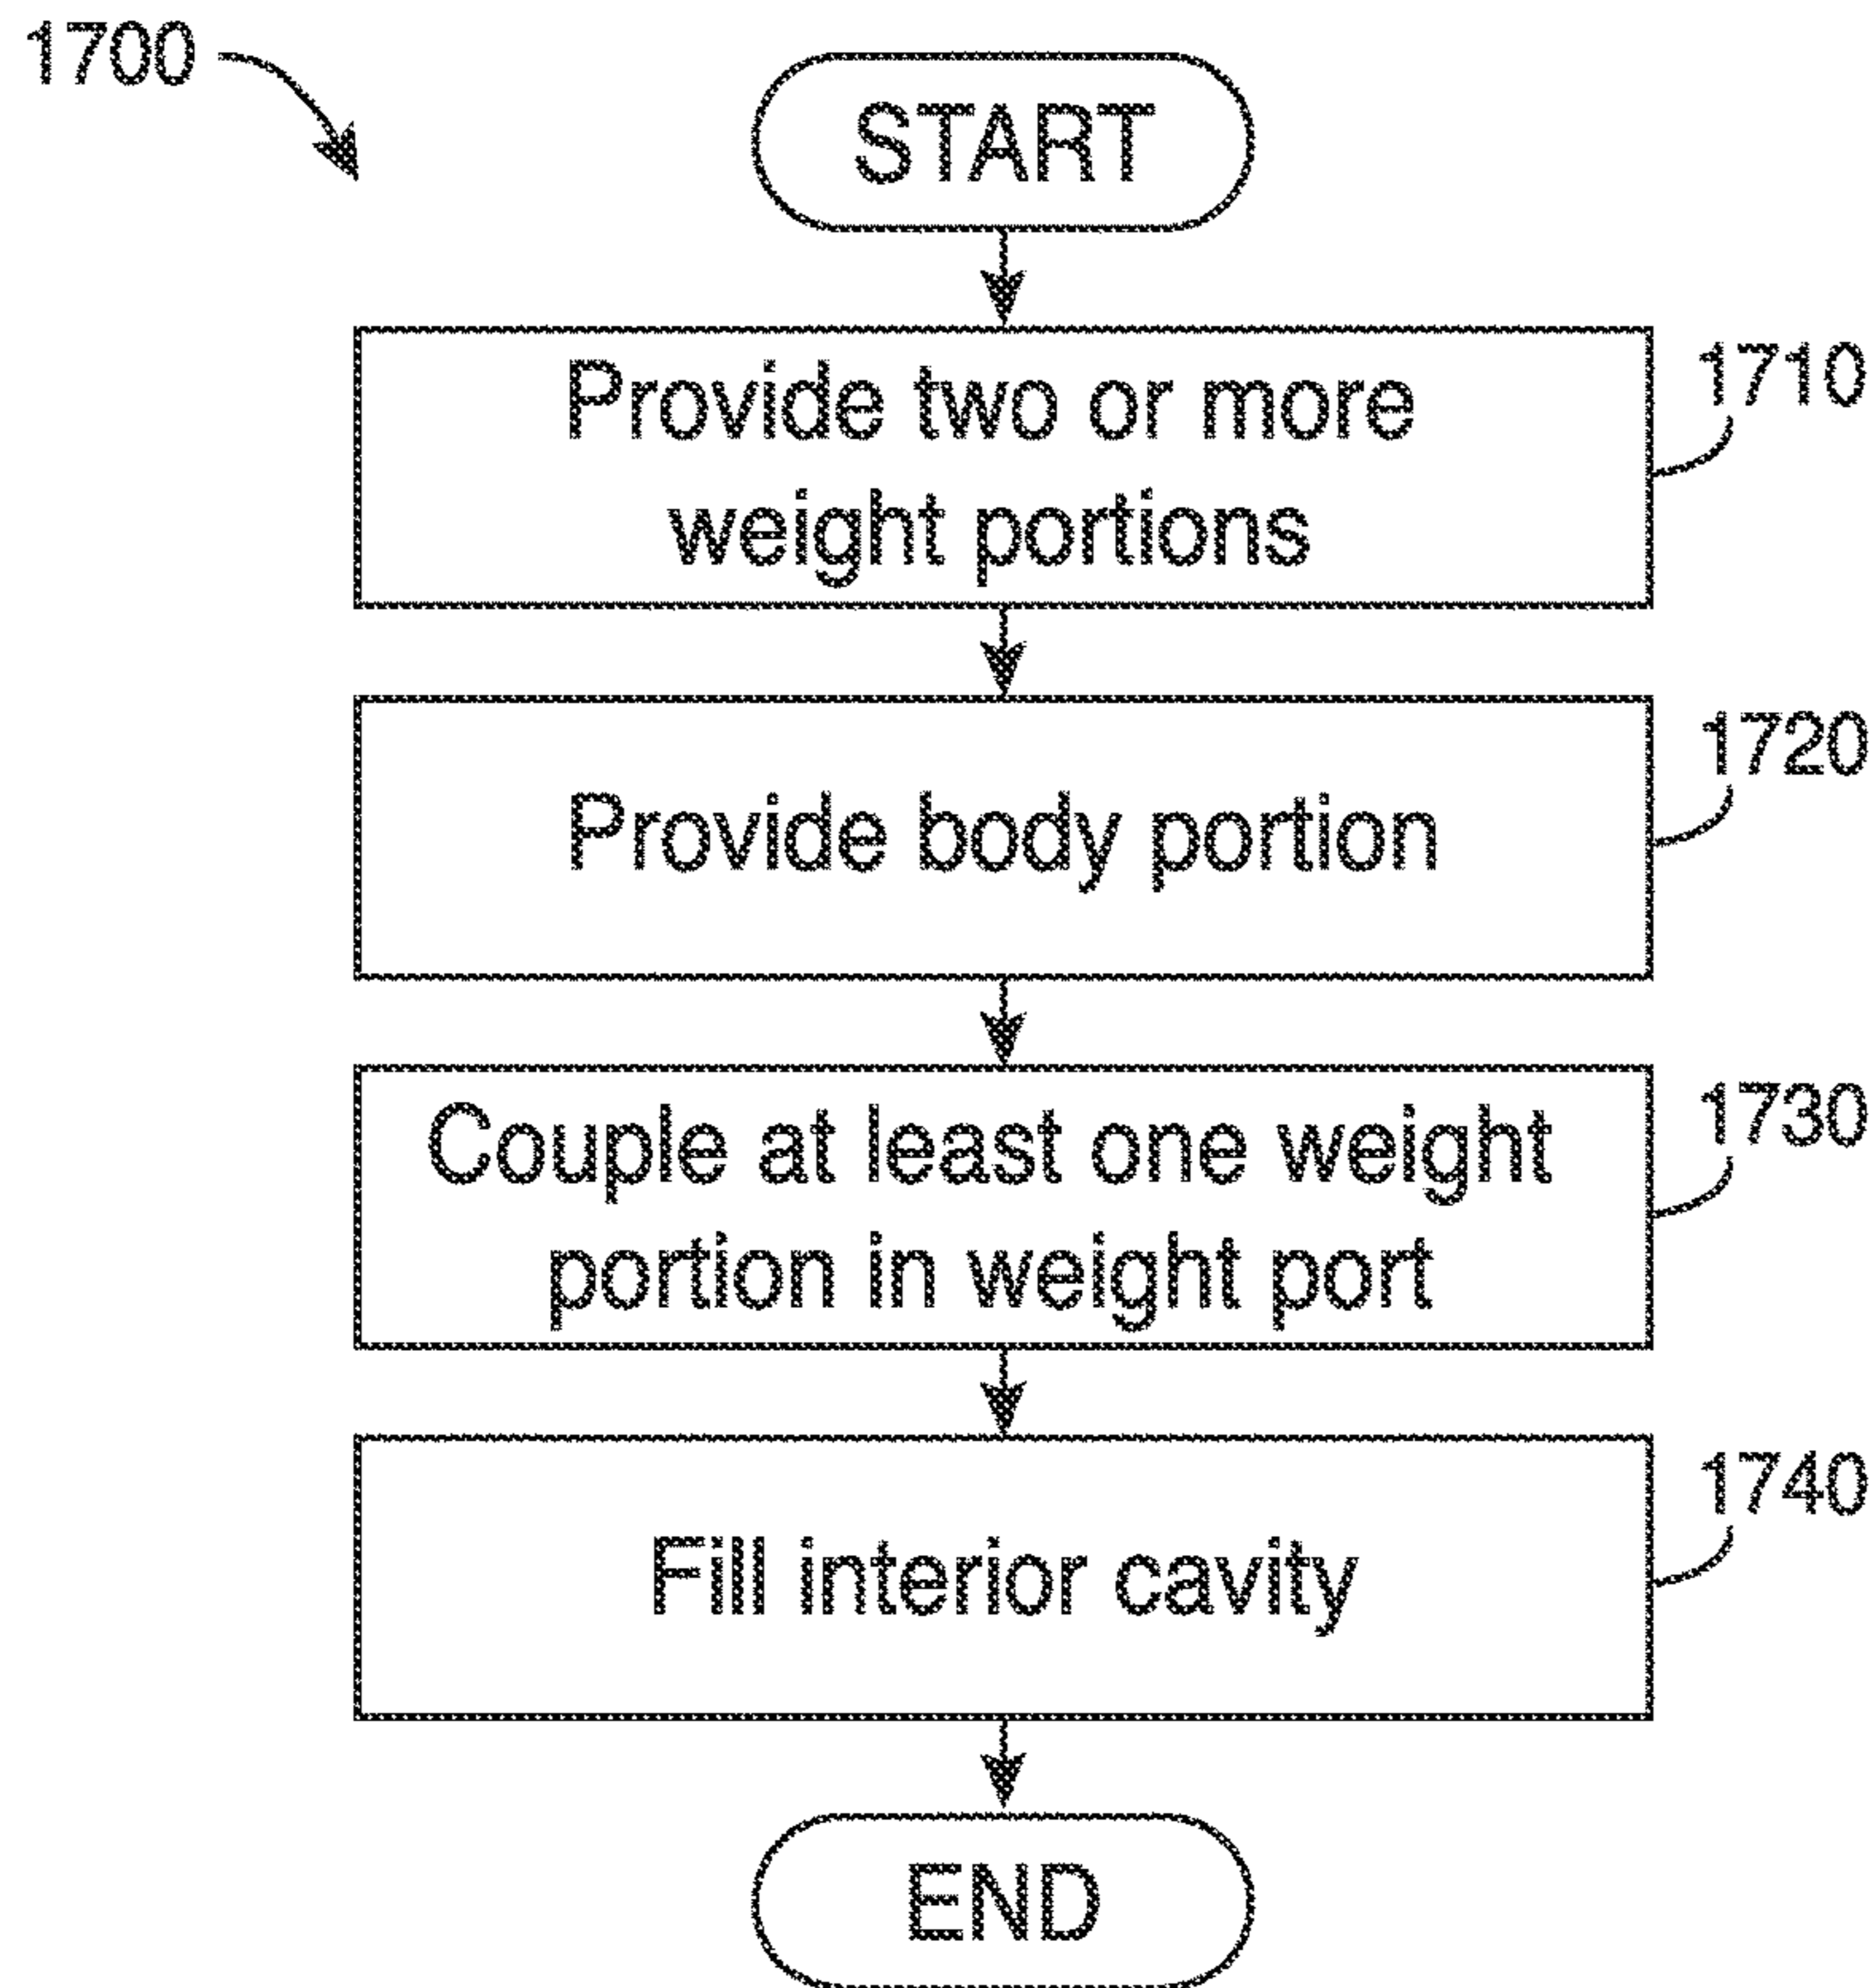 1700
START
Provide two or more
weight portions
1710
Provide body portion
1720
Couple at least one weight
portion in weight port
1730
Fill interior cavity
1740
END